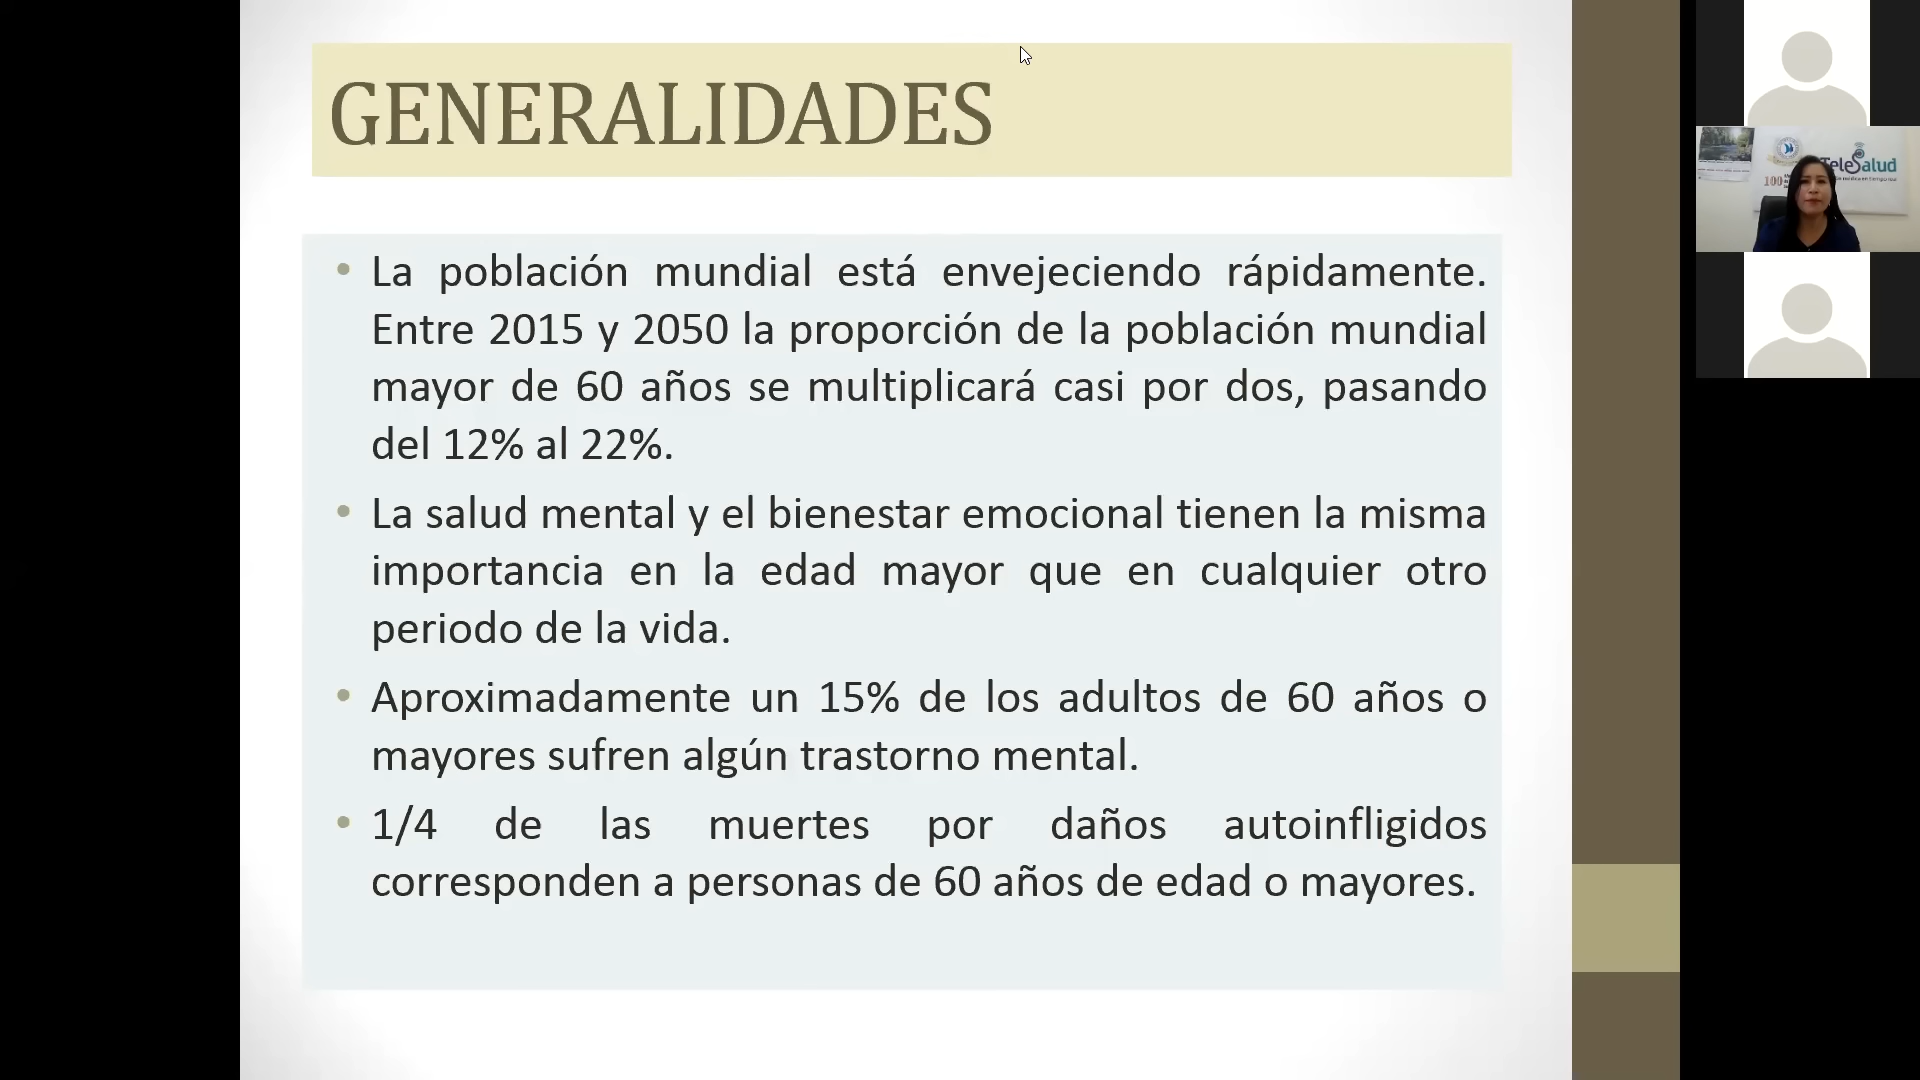 GENERALIDADES
• La población mundial está envejeciendo rápidamente.
Entre 2015 y 2050 la proporción de la población mundial
mayor de 60 años se multiplicará casi por dos, pasando
del 12% al 22%.
• La salud mental y el bienestar emocional tienen la misma
importancia en la edad mayor que en cualquier otro
periodo de la vida.
• Aproximadamente un 15% de los adultos de 60 años o
mayores sufren algún trastorno mental.
• 1/4 de las muertes por daños autoinfligidos
corresponden a personas de 60 años de edad o mayores.
TeleSalud
100